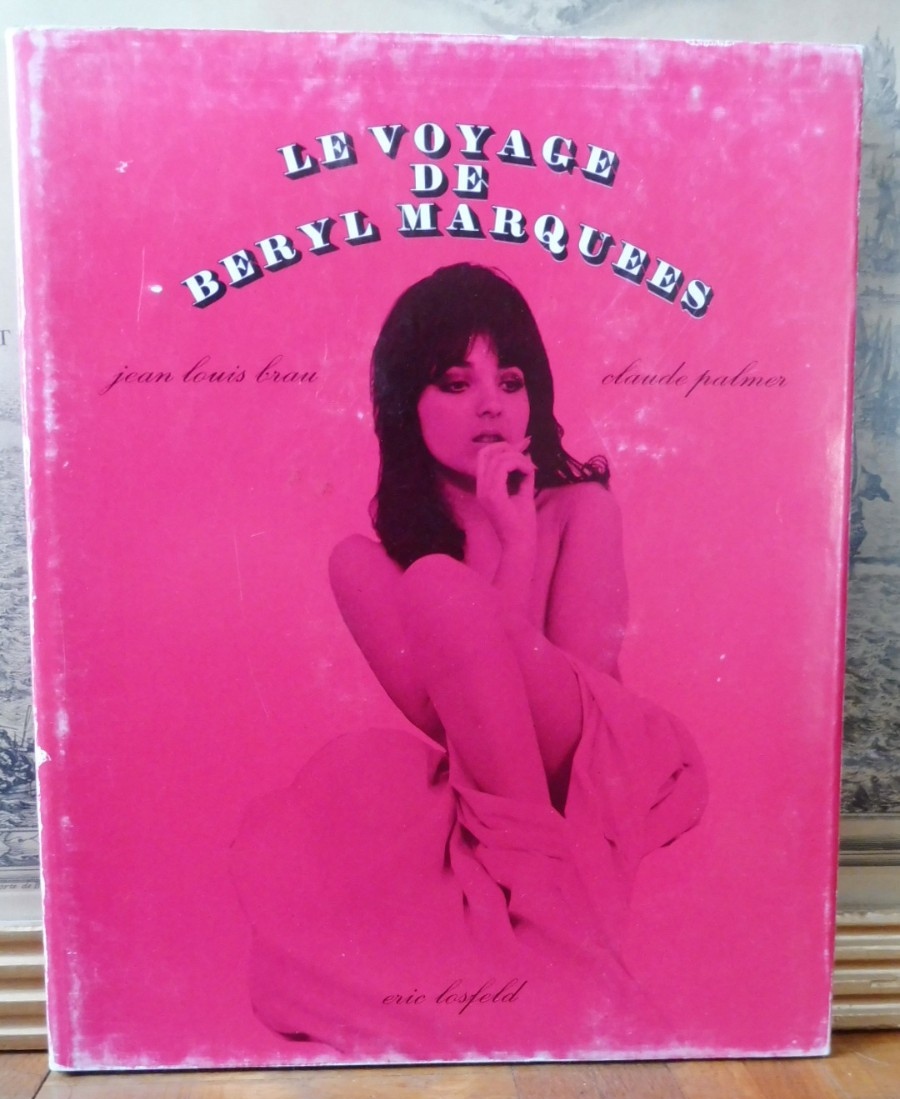 LE VOYAGE
DE
BERYL MARQUEES
jean louis brau
claude palmer
eric losfeld